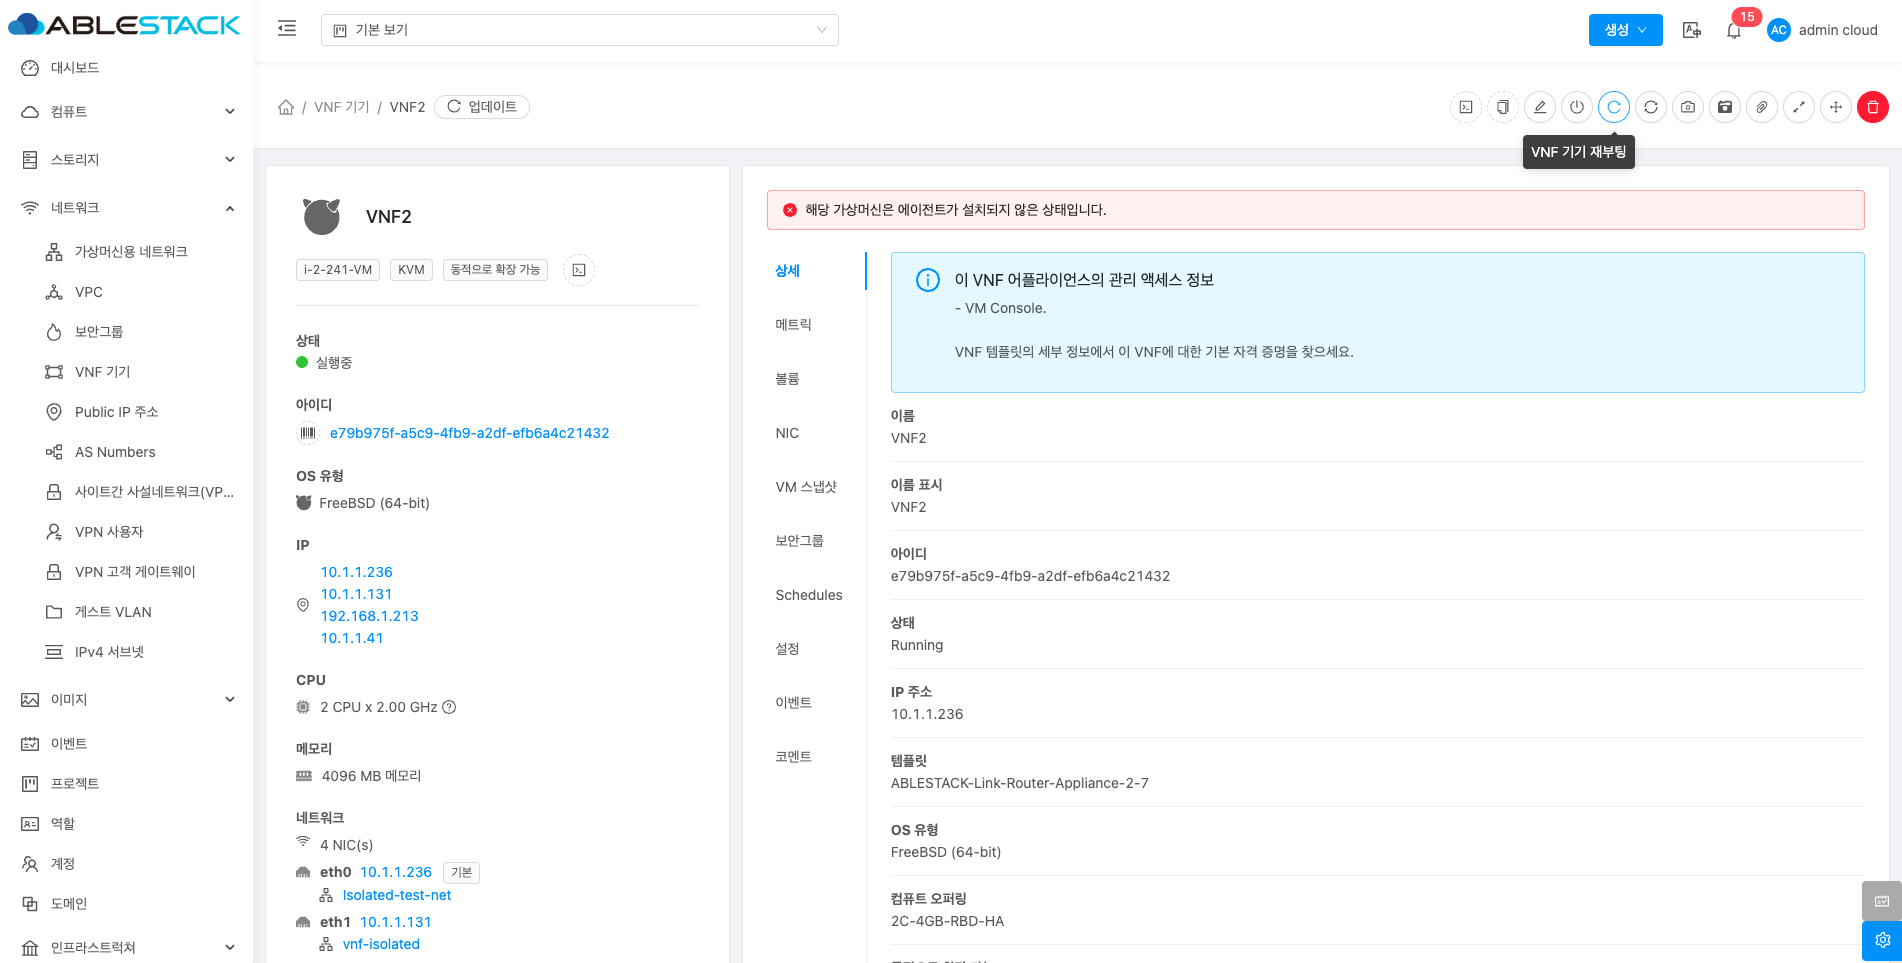 ABLESTACK
기본 보기
생성
15
AC
admin cloud
대시보드
컴퓨트
스토리지
네트워크
가상머신용 네트워크
VPC
보안그룹
VNF 기기
Public IP 주소
AS Numbers
사이트간 사설네트워크(VP...
VPN 사용자
VPN 고객 게이트웨이
게스트 VLAN
IPv4 서브넷
이미지
이벤트
프로젝트
역할
계정
도메인
인프라스트럭쳐
/ VNF 기기 / VNF2 업데이트
VNF 기기 재부팅
VNF2
i-2-241-VM KVM 동적으로 확장 가능
상태
실행중
아이디
e79b975f-a5c9-4fb9-a2df-efb6a4c21432
OS 유형
FreeBSD (64-bit)
IP
10.1.1.236
10.1.1.131
192.168.1.213
10.1.1.41
CPU
2 CPU x 2.00 GHz
메모리
4096 MB 메모리
네트워크
4 NIC(s)
eth0 10.1.1.236 기본
Isolated-test-net
eth1 10.1.1.131
vnf-isolated
해당 가상머신은 에이전트가 설치되지 않은 상태입니다.
상세
메트릭
볼륨
NIC
VM 스냅샷
보안그룹
Schedules
설정
이벤트
코멘트
이 VNF 어플라이언스의 관리 액세스 정보
- VM Console.
VNF 템플릿의 세부 정보에서 이 VNF에 대한 기본 자격 증명을 찾으세요.
이름
VNF2
이름 표시
VNF2
아이디
e79b975f-a5c9-4fb9-a2df-efb6a4c21432
상태
Running
IP 주소
10.1.1.236
템플릿
ABLESTACK-Link-Router-Appliance-2-7
OS 유형
FreeBSD (64-bit)
컴퓨트 오퍼링
2C-4GB-RBD-HA